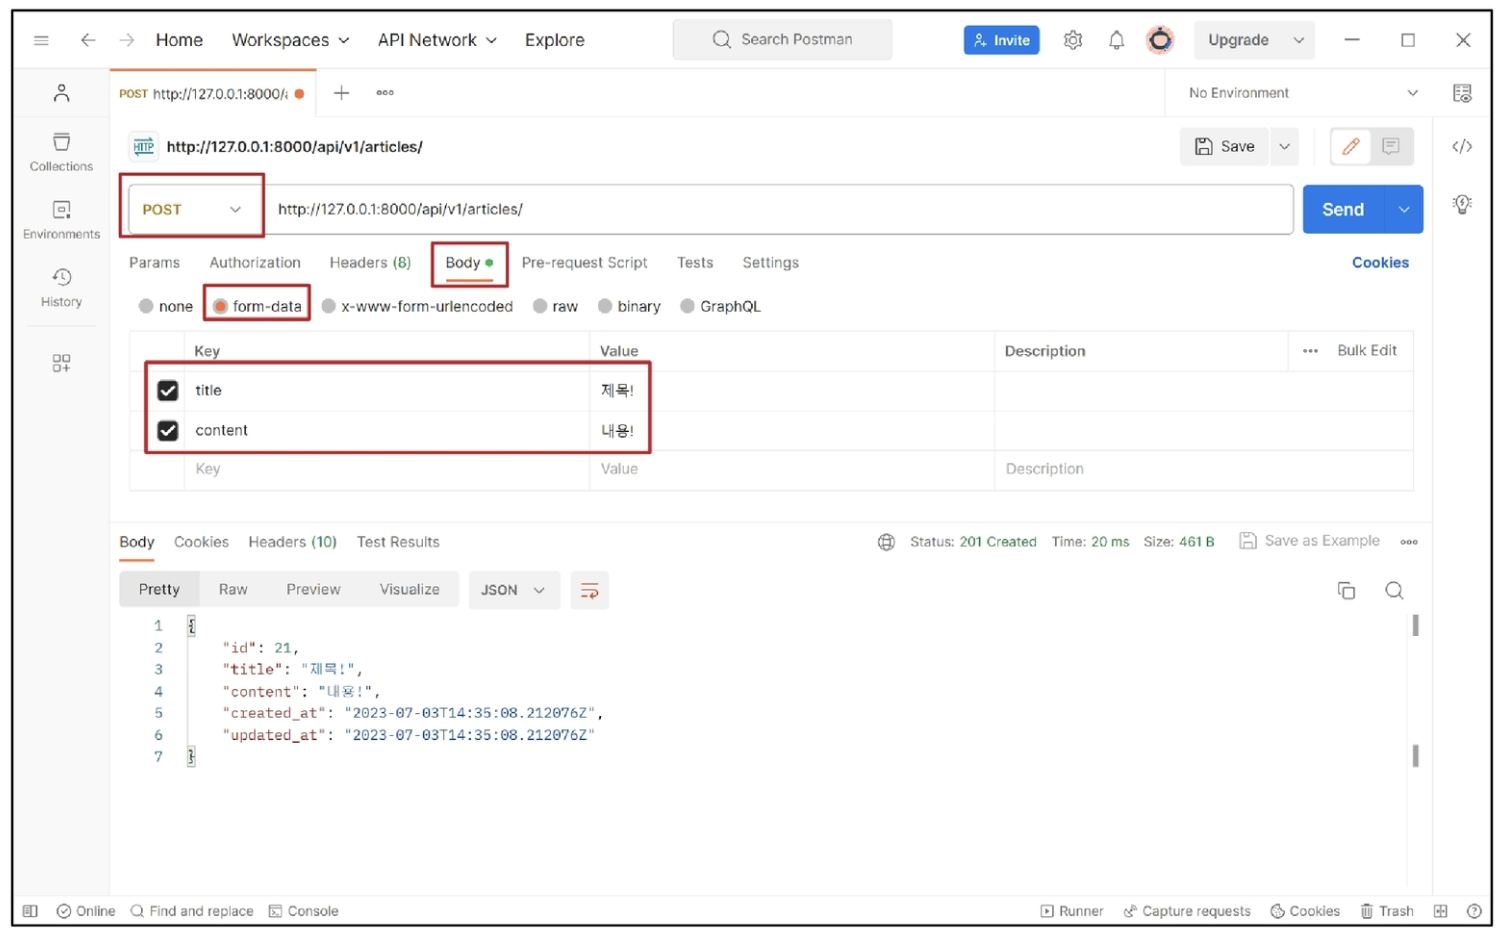 Home Workspaces API Network Explore Search Postman Invite Upgrade
POST http://127.0.0.1:8000/ No Environment
HTTP http://127.0.0.1:8000/api/v1/articles/ Save
Collections
POST http://127.0.0.1:8000/api/v1/articles/ Send
Environments
Params Authorization Headers (8) Body Pre-request Script Tests Settings Cookies
History
none form-data x-www-form-urlencoded raw binary GraphQL
Key Value Description Bulk Edit
title 제목!
content 내용!
Key Value Description
Body Cookies Headers (10) Test Results Status: 201 Created Time: 20 ms Size: 461 B Save as Example
Pretty Raw Preview Visualize JSON
1 {
2 "id": 21,
3 "title": "제목!",
4 "content": "내용!",
5 "created_at": "2023-07-03T14:35:08.212076Z",
6 "updated_at": "2023-07-03T14:35:08.212076Z"
7 }
Online Find and replace Console Runner Capture requests Cookies Trash